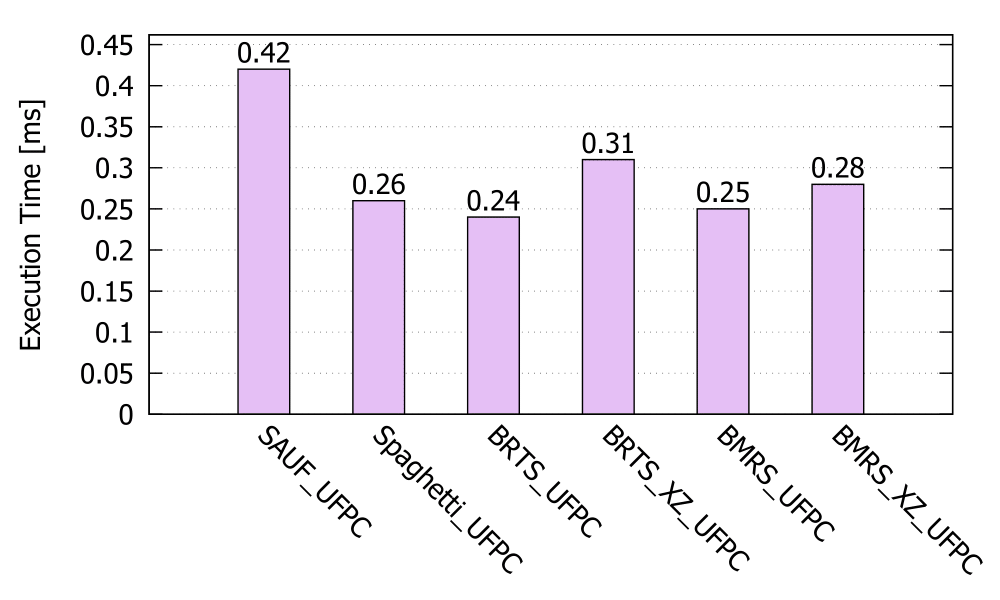 Execution Time [ms]
0.45
0.4
0.35
0.3
0.25
0.2
0.15
0.1
0.05
0
0.42
0.26
0.24
0.31
0.25
0.28
SAUF_UFPC
Spaghetti_UFPC
BRTS_UFPC
BRTS_XZ_UFPC
BMRS_UFPC
BMRS_XZ_UFPC